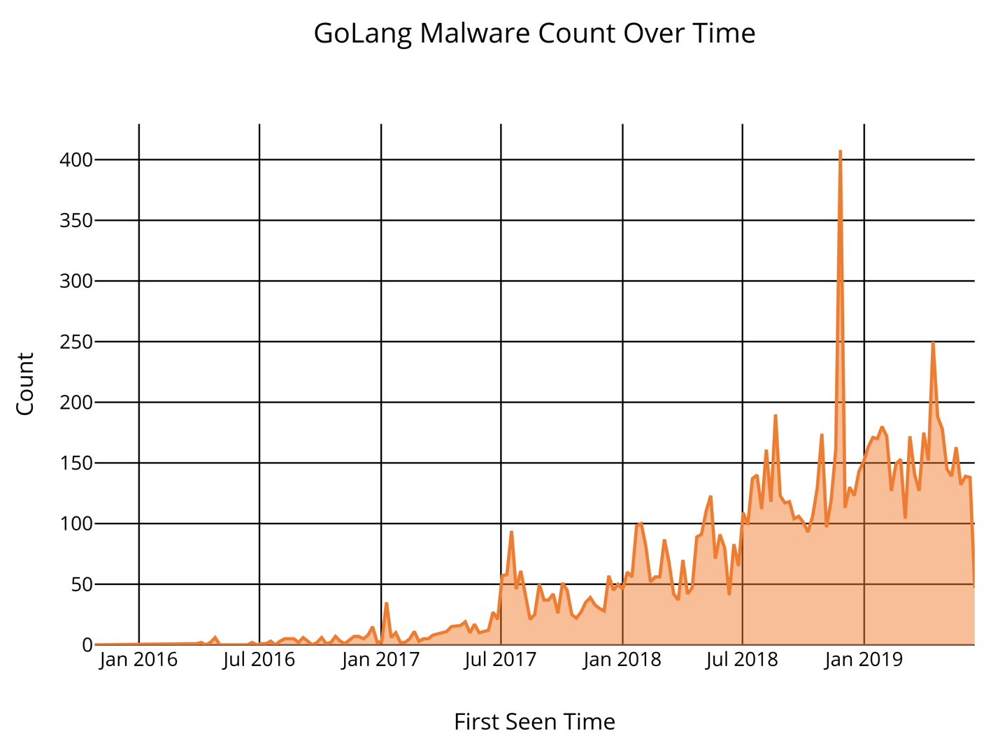 GoLang Malware Count Over Time
400
350
300
250
200
150
100
50
0
Count
Jan 2016 Jul 2016 Jan 2017 Jul 2017 Jan 2018 Jul 2018 Jan 2019
First Seen Time